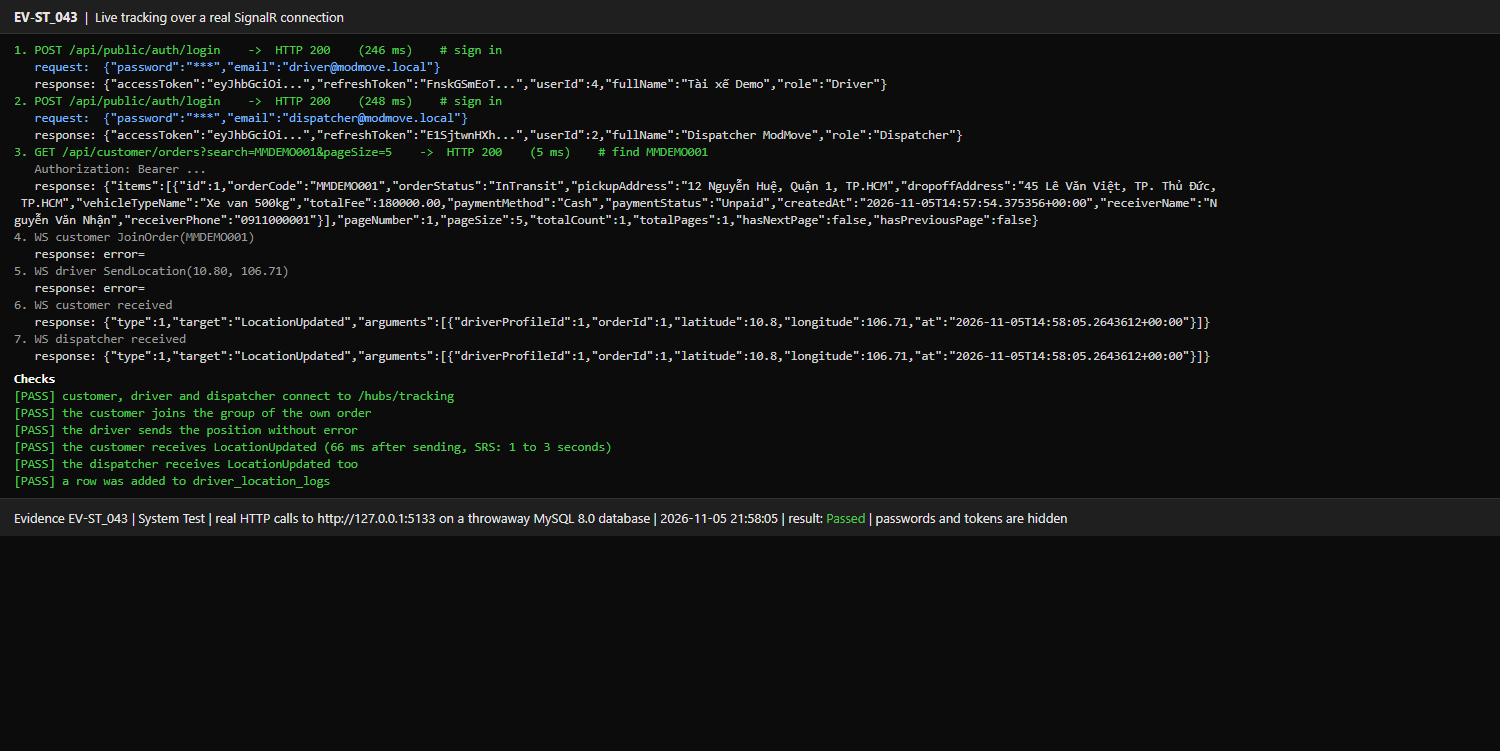 EV-ST_043 | Live tracking over a real SignalR connection
1. POST /api/public/auth/login -> HTTP 200 (246 ms) # sign in
request: {"password":"***","email":"driver@modmove.local"}
response: {"accessToken":"eyJhbGciOi...","refreshToken":"FnskGSmEoT...","userId":4,"fullName":"Tài xế Demo","role":"Driver"}
2. POST /api/public/auth/login -> HTTP 200 (248 ms) # sign in
request: {"password":"***","email":"dispatcher@modmove.local"}
response: {"accessToken":"eyJhbGciOi...","refreshToken":"E1SjtwnHXh...","userId":2,"fullName":"Dispatcher ModMove","role":"Dispatcher"}
3. GET /api/customer/orders?search=MMDEMO001&pageSize=5 -> HTTP 200 (5 ms) # find MMDEMO001
Authorization: Bearer ...
response: {"items":[{"id":1,"orderCode":"MMDEMO001","orderStatus":"InTransit","pickupAddress":"12 Nguyễn Huệ, Quận 1, TP.HCM","dropoffAddress":"45 Lê Văn Việt, TP. Thủ Đức,
TP.HCM","vehicleTypeName":"Xe van 500kg","totalFee":180000.00,"paymentMethod":"Cash","paymentStatus":"Unpaid","createdAt":"2026-11-05T14:57:54.375356+00:00","receiverName":"N
guyễn Văn Nhận","receiverPhone":"0911000001"}],"pageNumber":1,"pageSize":5,"totalCount":1,"totalPages":1,"hasNextPage":false,"hasPreviousPage":false}
4. WS customer JoinOrder(MMDEMO001)
response: error=
5. WS driver SendLocation(10.80, 106.71)
response: error=
6. WS customer received
response: {"type":1,"target":"LocationUpdated","arguments":[{"driverProfileId":1,"orderId":1,"latitude":10.8,"longitude":106.71,"at":"2026-11-05T14:58:05.2643612+00:00"}]}
7. WS dispatcher received
response: {"type":1,"target":"LocationUpdated","arguments":[{"driverProfileId":1,"orderId":1,"latitude":10.8,"longitude":106.71,"at":"2026-11-05T14:58:05.2643612+00:00"}]}
Checks
[PASS] customer, driver and dispatcher connect to /hubs/tracking
[PASS] the customer joins the group of the own order
[PASS] the driver sends the position without error
[PASS] the customer receives LocationUpdated (66 ms after sending, SRS: 1 to 3 seconds)
[PASS] the dispatcher receives LocationUpdated too
[PASS] a row was added to driver_location_logs
Evidence EV-ST_043 | System Test | real HTTP calls to http://127.0.0.1:5133 on a throwaway MySQL 8.0 database | 2026-11-05 21:58:05 | result: Passed | passwords and tokens are hidden